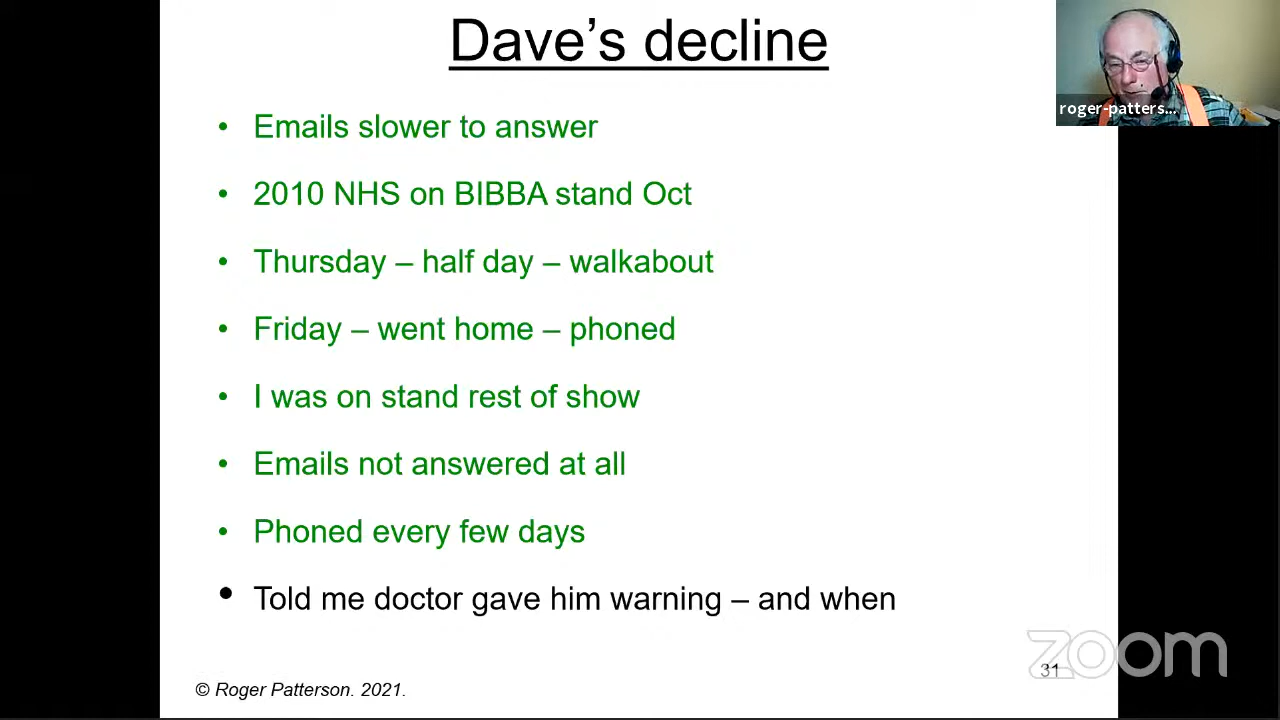 Dave's decline
roger-patters...
• Emails slower to answer
• 2010 NHS on BIBBA stand Oct
• Thursday – half day – walkabout
• Friday – went home – phoned
• I was on stand rest of show
• Emails not answered at all
• Phoned every few days
• Told me doctor gave him warning – and when
zoom
31
© Roger Patterson. 2021.